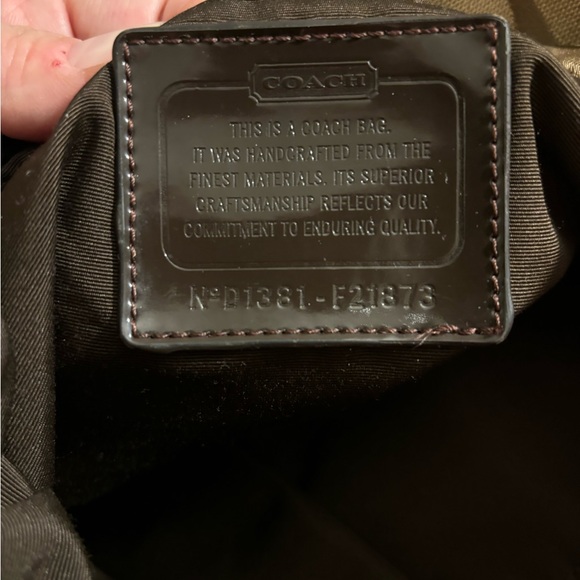 COACH
THIS IS A COACH BAG.
IT WAS HANDCRAFTED FROM THE
FINEST MATERIALS. ITS SUPERIOR
CRAFTSMANSHIP REFLECTS OUR
COMMITMENT TO ENDURING QUALITY.
Nº D1381-F21873